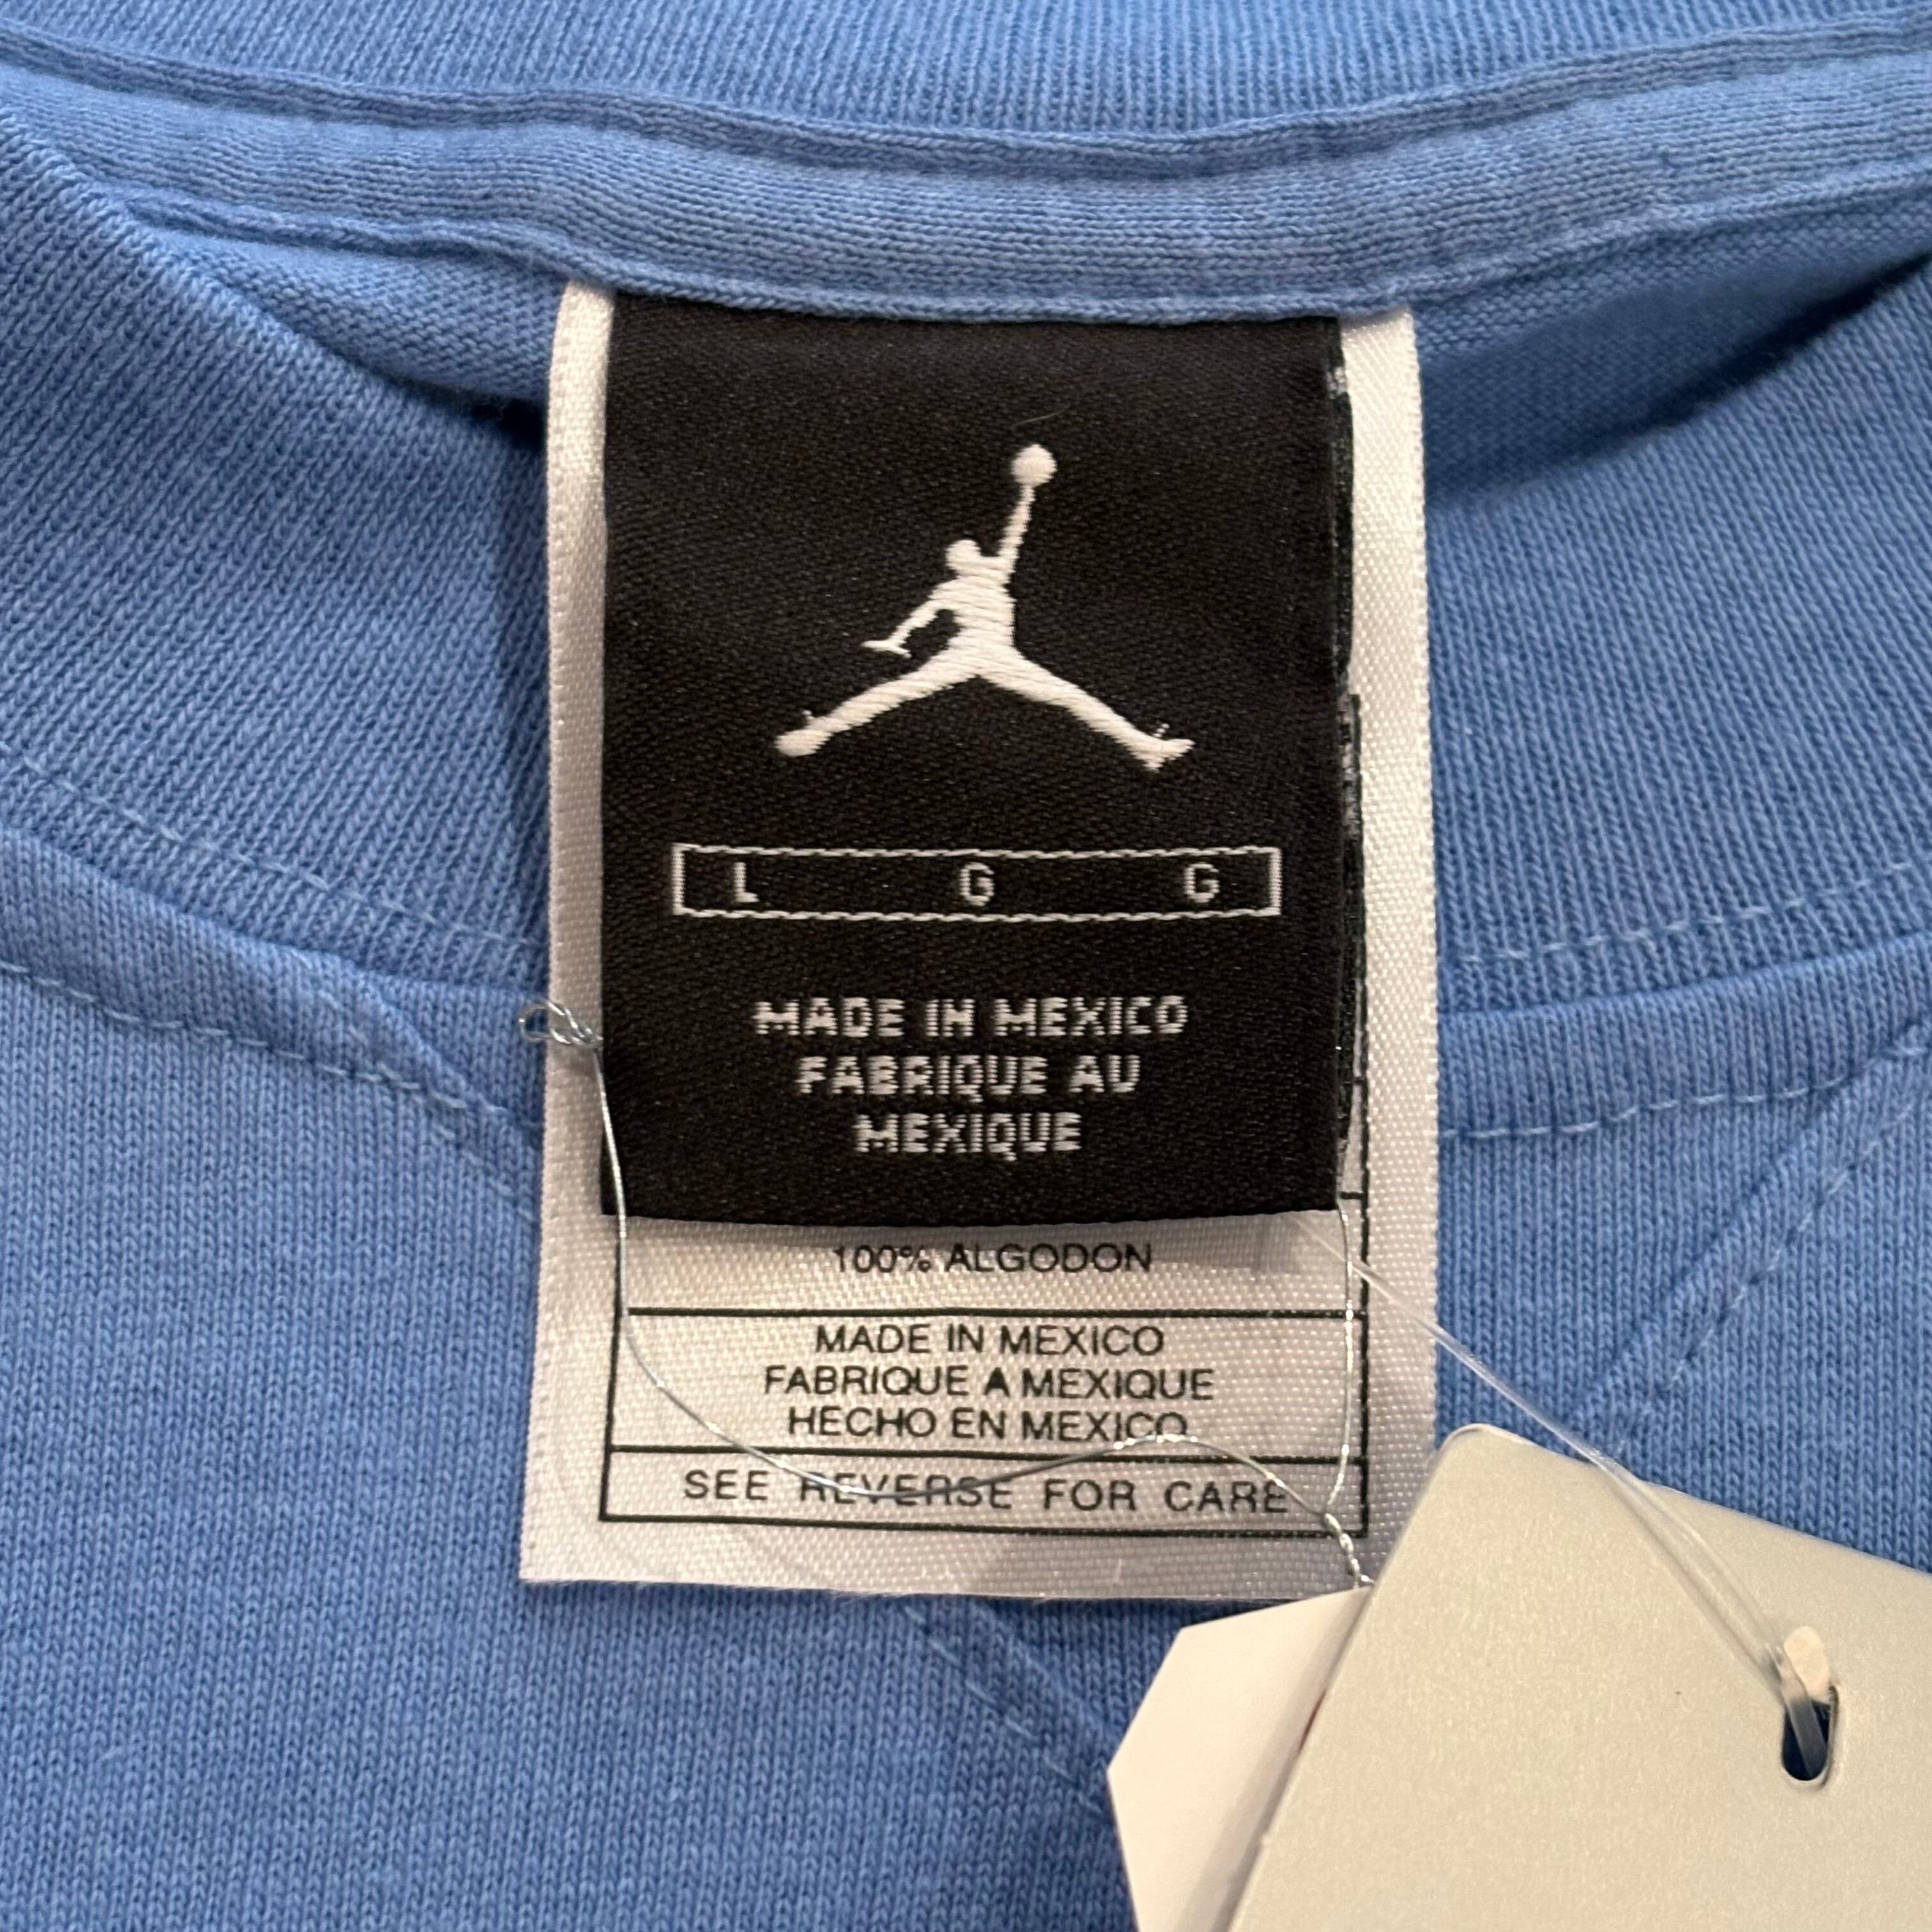 L G G
MADE IN MEXICO
FABRIQUE AU
MEXIQUE
100% ALGODON
MADE IN MEXICO
FABRIQUE A MEXIQUE
HECHO EN MEXICO
SEE REVERSE FOR CARE